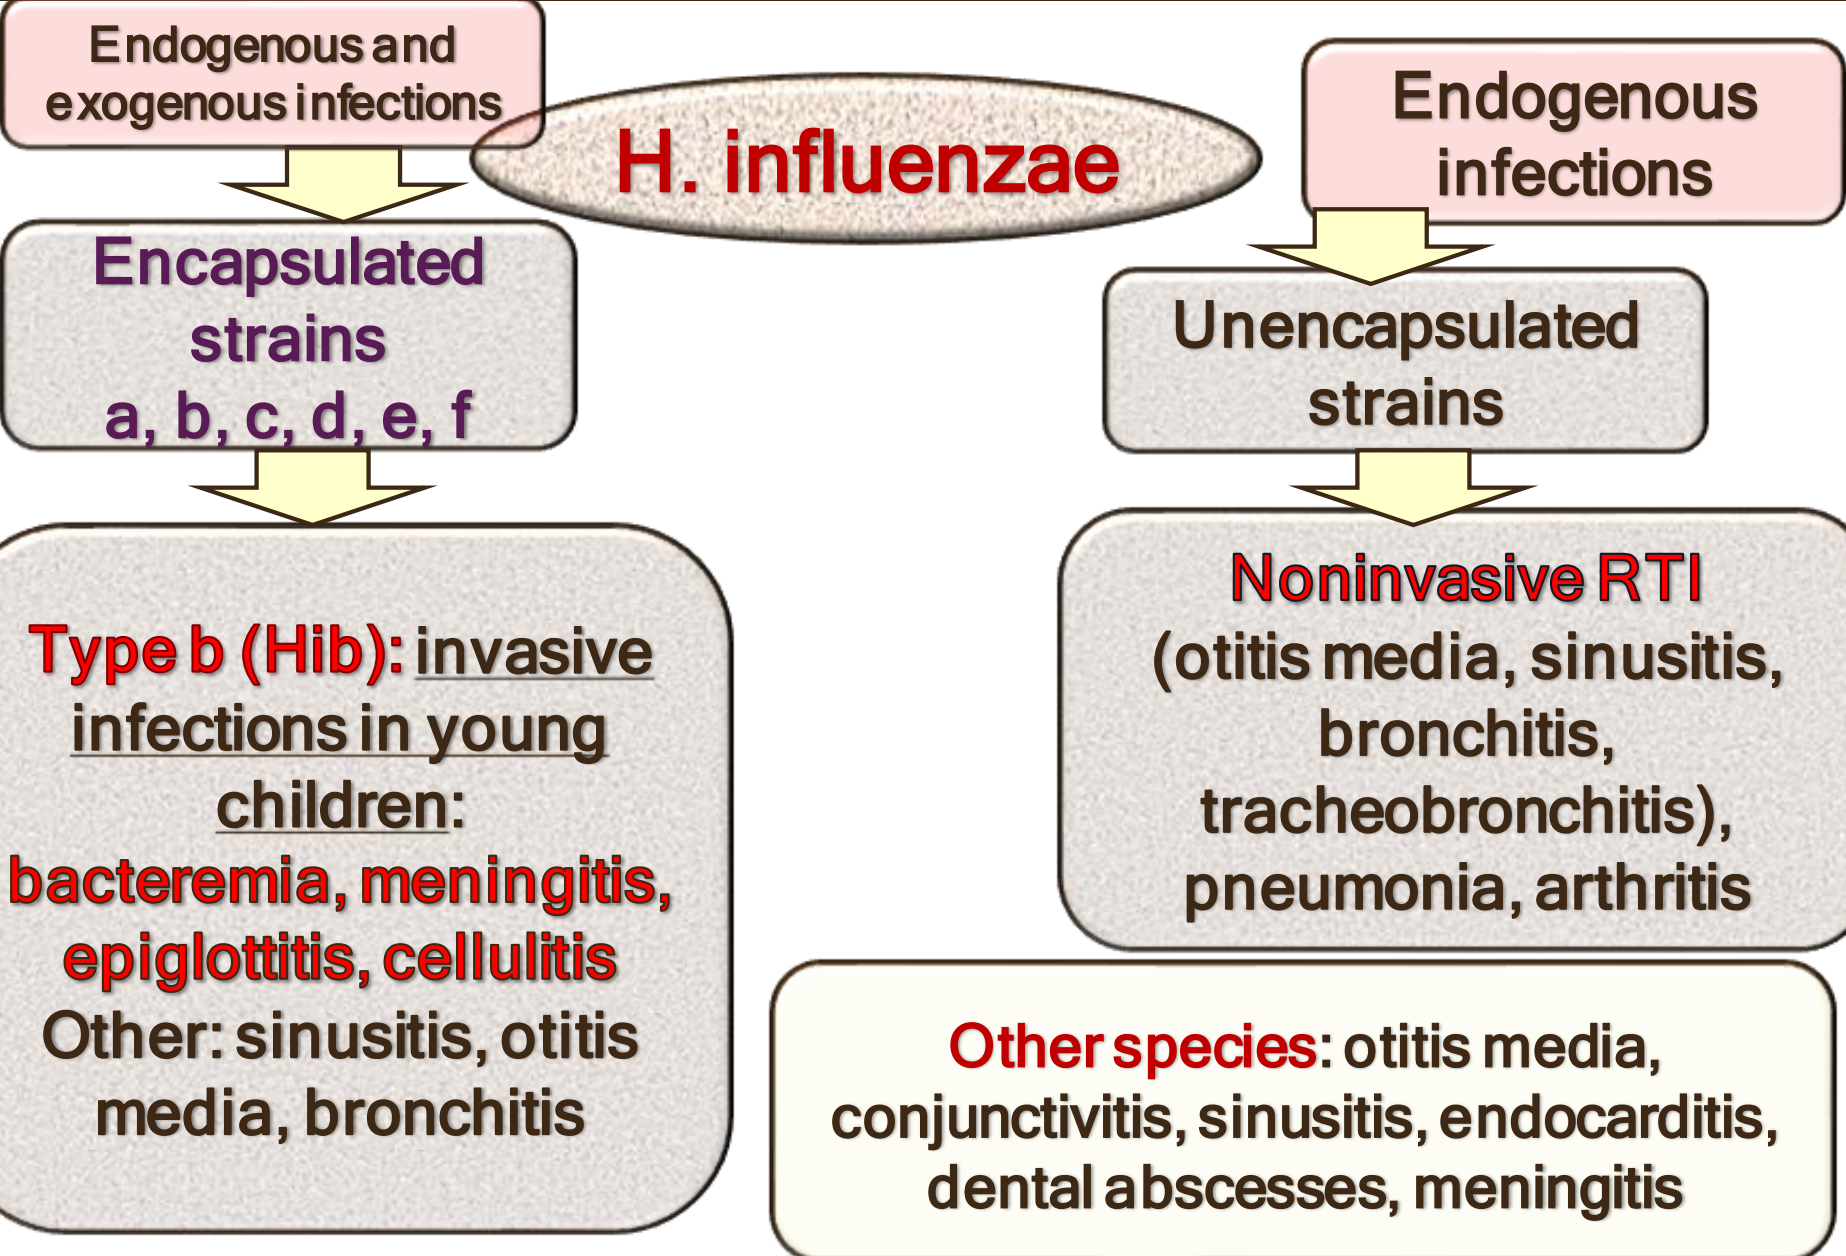 Endogenous and
exogenous infections
H. influenzae
Endogenous
infections
Encapsulated
strains
a, b, c, d, e, f
Unencapsulated
strains
Type b (Hib): invasive
infections in young
children:
bacteremia, meningitis,
epiglottitis, cellulitis
Other: sinusitis, otitis
media, bronchitis
Noninvasive RTI
(otitis media, sinusitis,
bronchitis,
tracheobronchitis),
pneumonia, arthritis
Other species: otitis media,
conjunctivitis, sinusitis, endocarditis,
dental abscesses, meningitis